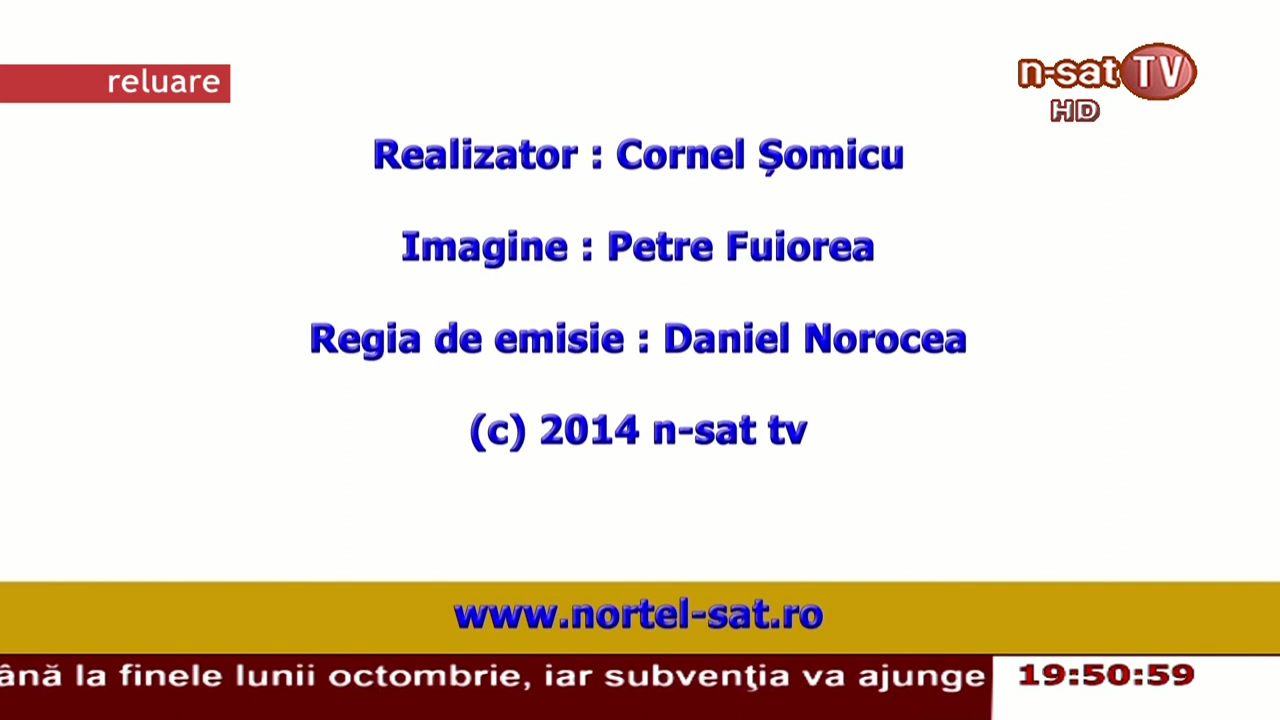 reluare
n-sat TV
HD
Realizator : Cornel Șomicu
Imagine : Petre Fuiorea
Regia de emisie : Daniel Norocea
(c) 2014 n-sat tv
www.nortel-sat.ro
ână la finele lunii octombrie, iar subvenţia va ajunge
19:50:59